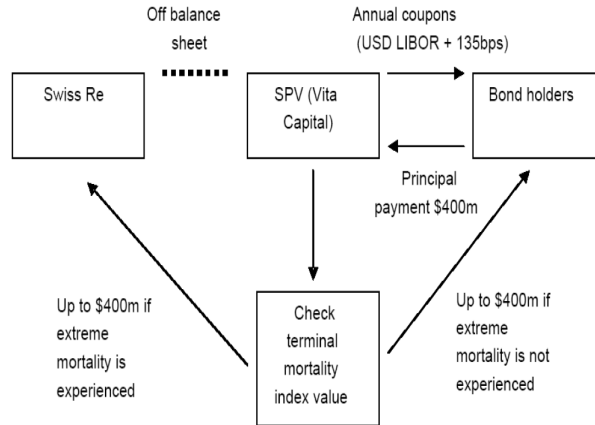 Off balance
sheet
Annual coupons
(USD LIBOR + 135bps)
Swiss Re
SPV (Vita
Capital)
Bond holders
Principal
payment $400m
Up to $400m if
extreme
mortality is
experienced
Check
terminal
mortality
index value
Up to $400m if
extreme
mortality is not
experienced